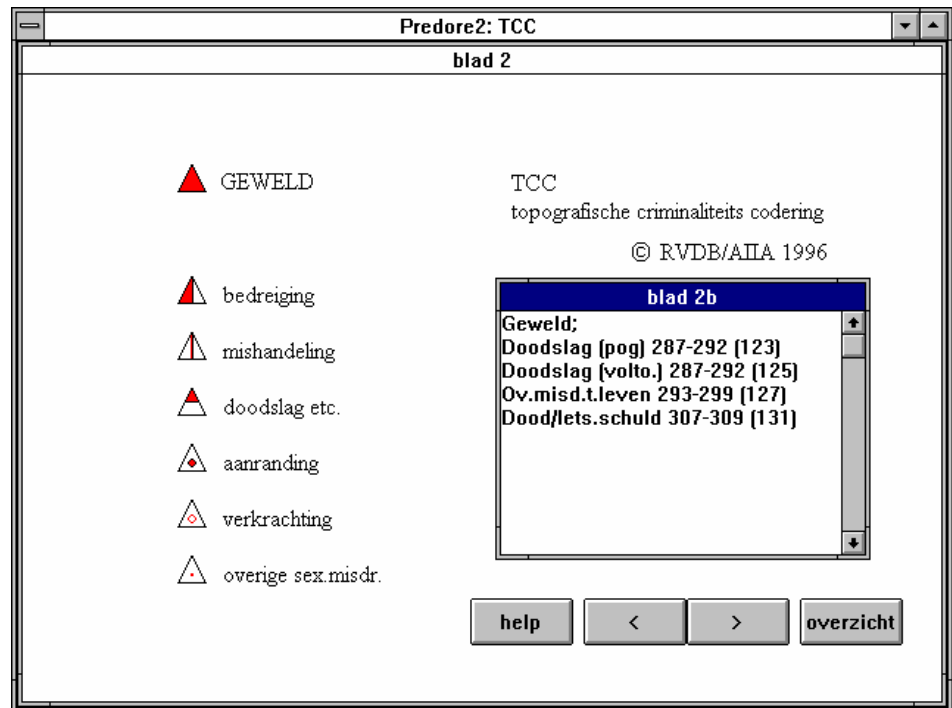 Predore2: TCC
blad 2
GEWELD
TCC
topografische criminaliteits codering
© RVDB/AIIA 1996
bedreiging
mishandeling
doodslag etc.
aanranding
verkrachting
overige sex.misdr.
blad 2b
Geweld;
Doodslag (pog) 287-292 (123)
Doodslag (volto.) 287-292 (125)
Ov.misd.t.leven 293-299 (127)
Dood/lets.schuld 307-309 (131)
help
<
>
overzicht